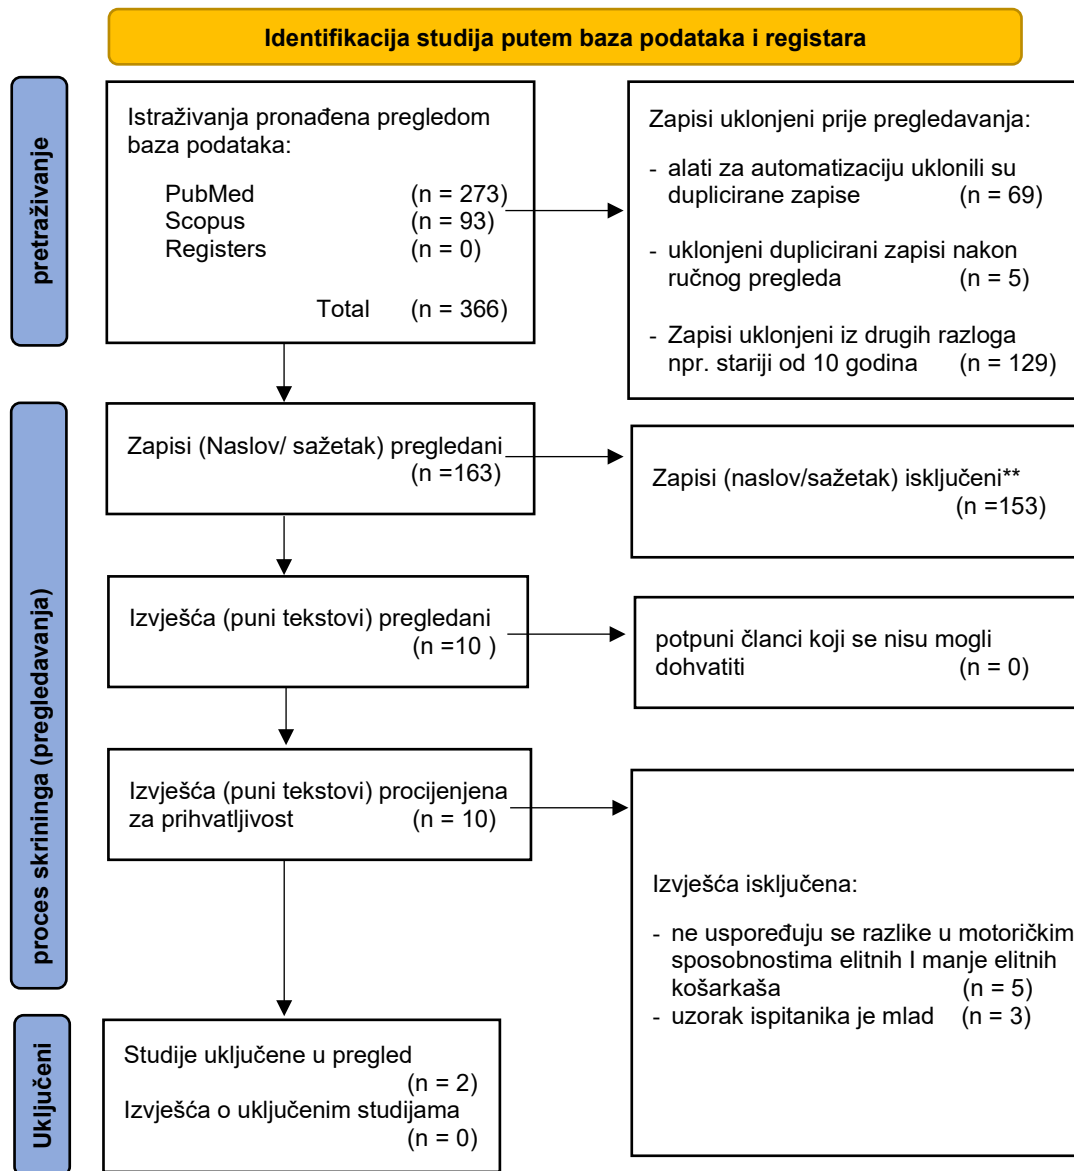 Identifikacija studija putem baza podataka i registara
pretraživanje
Istraživanja pronađena pregledom
baza podataka:
PubMed (n = 273)
Scopus (n = 93)
Registers (n = 0)
Total (n = 366)
Zapisi uklonjeni prije pregledavanja:
- alati za automatizaciju uklonili su
duplicirane zapise (n = 69)
- uklonjeni duplicirani zapisi nakon
ručnog pregleda (n = 5)
- Zapisi uklonjeni iz drugih razloga
npr. stariji od 10 godina (n = 129)
proces skrininga (pregledavanja)
Zapisi (Naslov/ sažetak) pregledani
(n =163)
Zapisi (naslov/sažetak) isključeni**
(n =153)
Izvješća (puni tekstovi) pregledani
(n =10 )
potpuni članci koji se nisu mogli
dohvatiti (n = 0)
Izvješća (puni tekstovi) procijenjena
za prihvatljivost (n = 10)
Izvješća isključena:
- ne uspoređuju se razlike u motoričkim
sposobnostima elitnih I manje elitnih
košarkaša (n = 5)
- uzorak ispitanika je mlad (n = 3)
Uključeni
Studije uključene u pregled
(n = 2)
Izvješća o uključenim studijama
(n = 0)